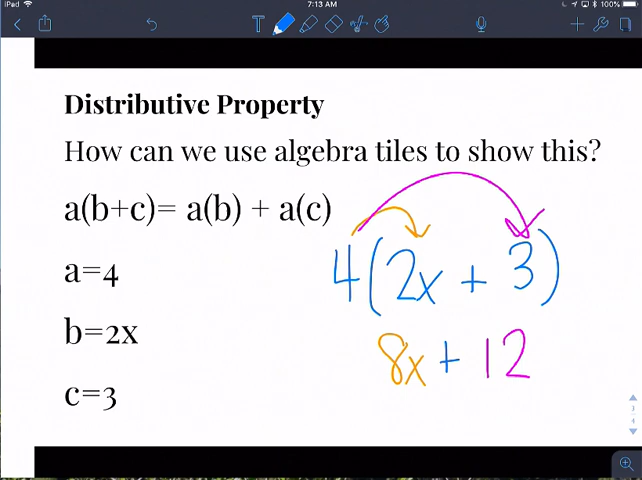 iPad 7:13 AM 100%
Distributive Property
How can we use algebra tiles to show this?
a(b+c)= a(b) + a(c)
4(2x + 3)
a=4
b=2x
8x + 12
c=3